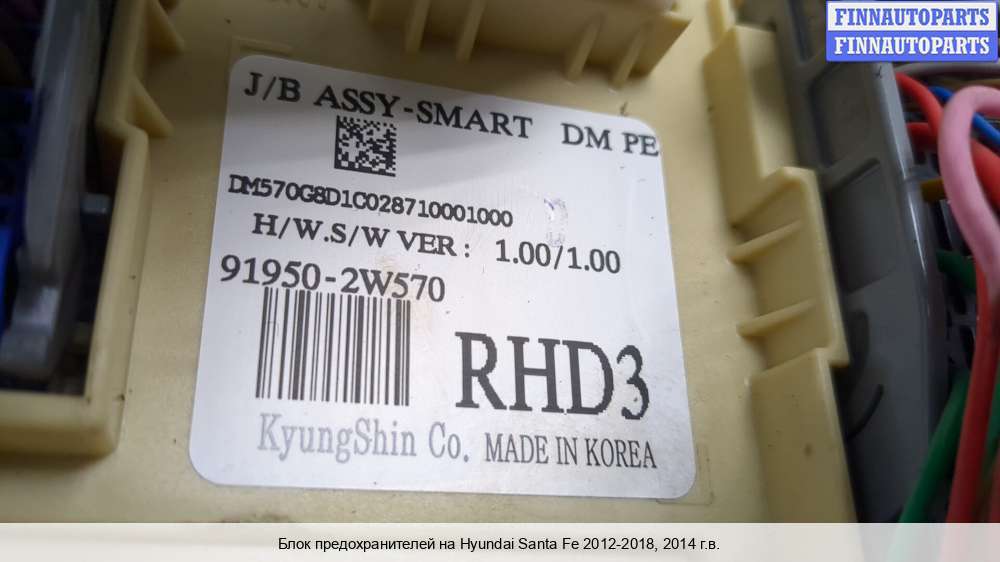 FINNAUTOPARTS
FINNAUTOPARTS
J/B ASSY-SMART DM PE
DM570G8D1C028710001000
H/W.S/W VER : 1.00/1.00
91950-2W570
RHD3
KyungShin Co. MADE IN KOREA
Блок предохранителей на Hyundai Santa Fe 2012-2018, 2014 г.в.